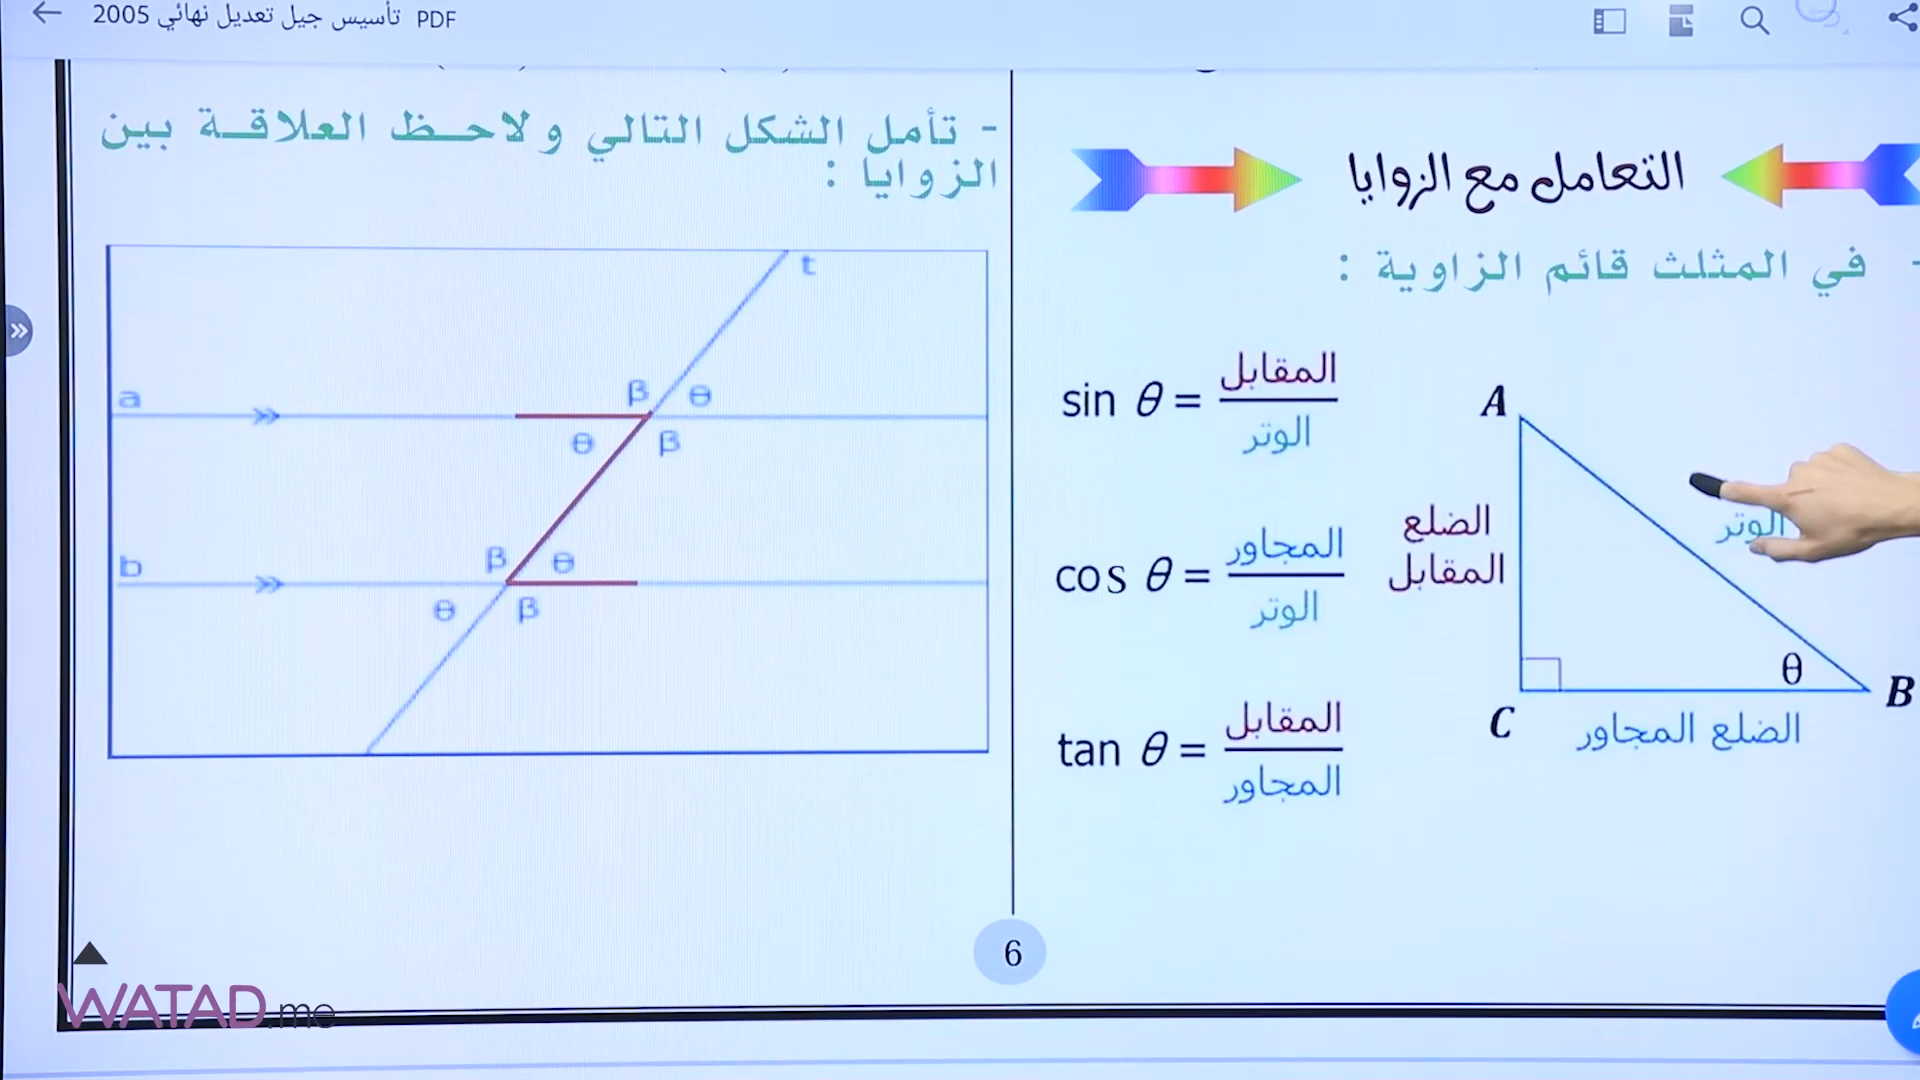 تأسيس جيل تعديل نهائي 2005 PDF
التعامل مع الزوايا
- في المثلث قائم الزاوية :
sin θ = المقابل / الوتر
cos θ = المجاور / الوتر
tan θ = المقابل / المجاور
A
الضلع
المقابل
الوتر
θ
B
C
الضلع المجاور
- تأمل الشكل التالي ولاحظ العلاقة بين
الزوايا :
t
a
β θ
θ β
b
β θ
θ β
6
WATAD.me